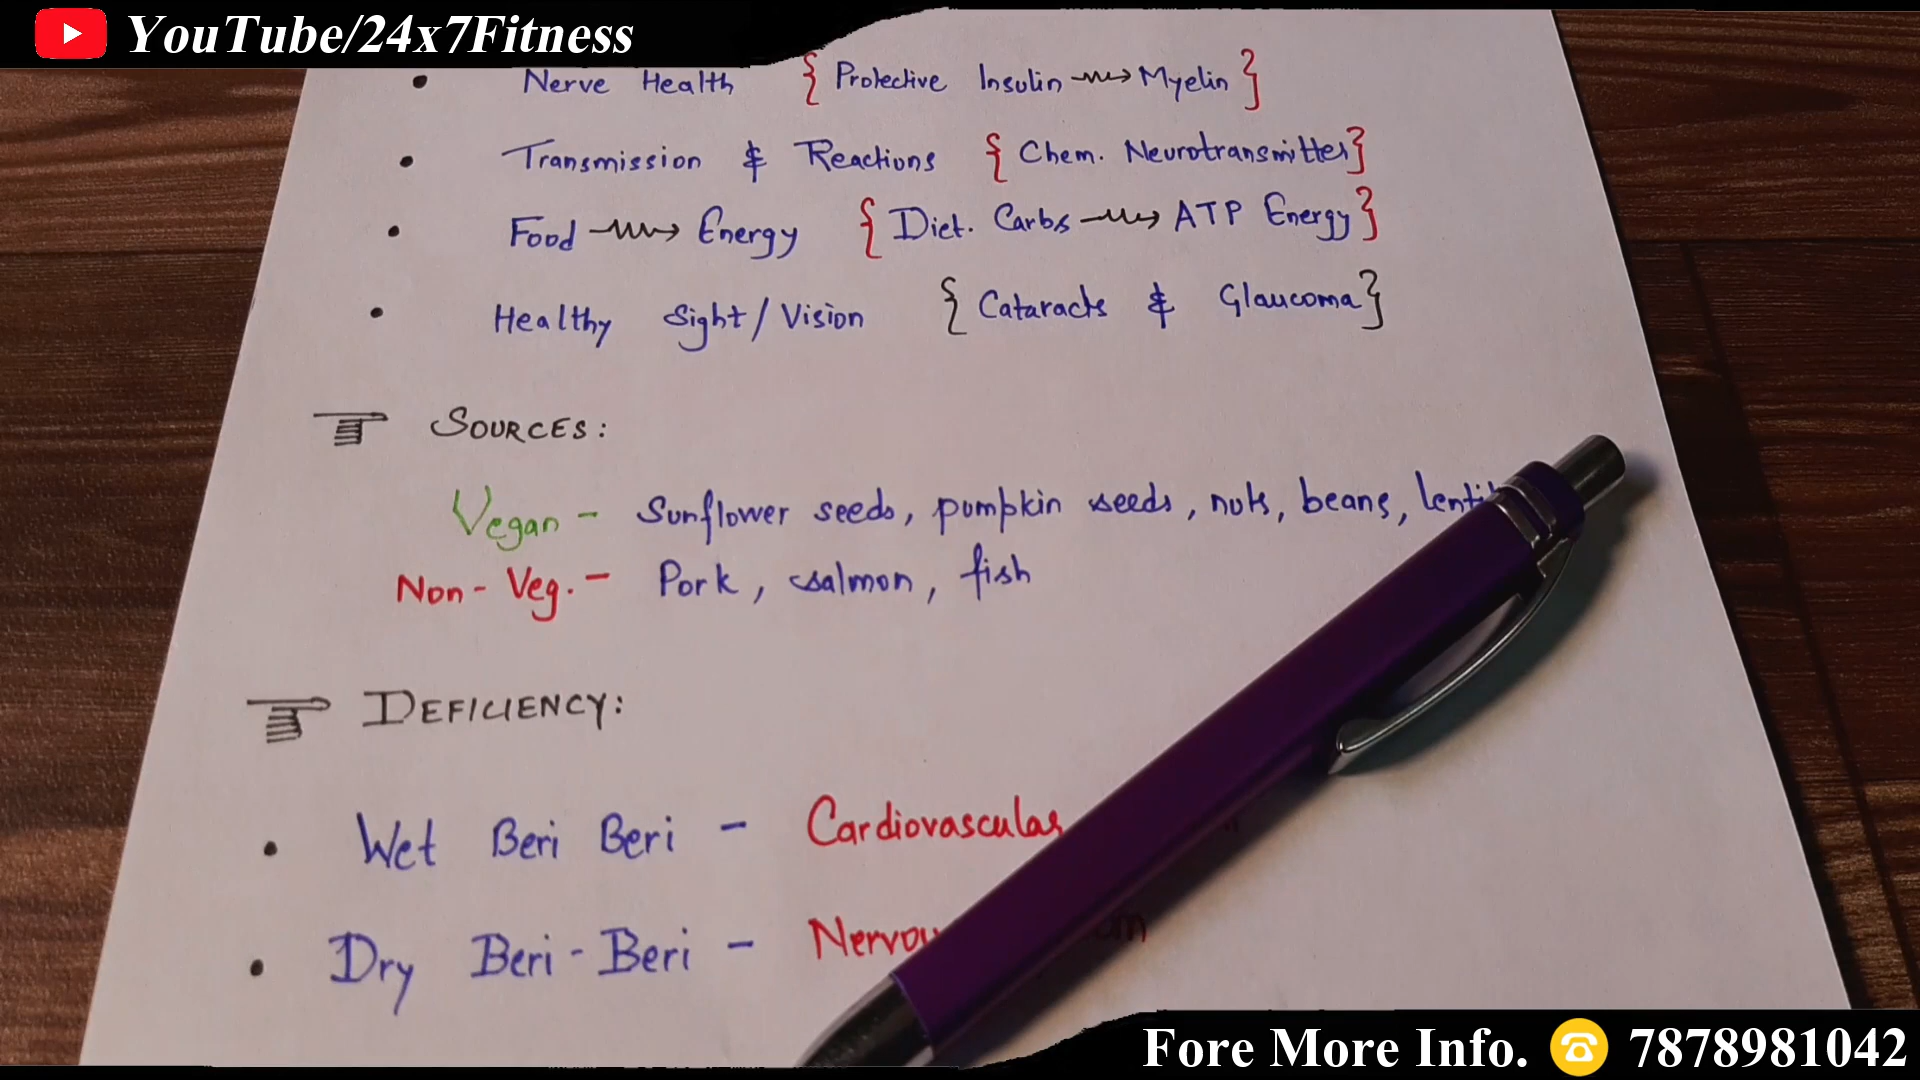 YouTube/24x7Fitness
• Nerve Health { Protective Insulin → Myelin }
• Transmission & Reactions { Chem. Neurotransmitter }
• Food → Energy { Diet. Carbs → ATP Energy }
• Healthy Sight/Vision { Cataracts & Glaucoma }
SOURCES:
Vegan - Sunflower seeds, pumpkin seeds, nuts, beans,
Non-Veg. - Pork, salmon, fish
DEFICIENCY:
• Wet Beri Beri - Cardiovascular
• Dry Beri-Beri -
Fore More Info. 7878981042